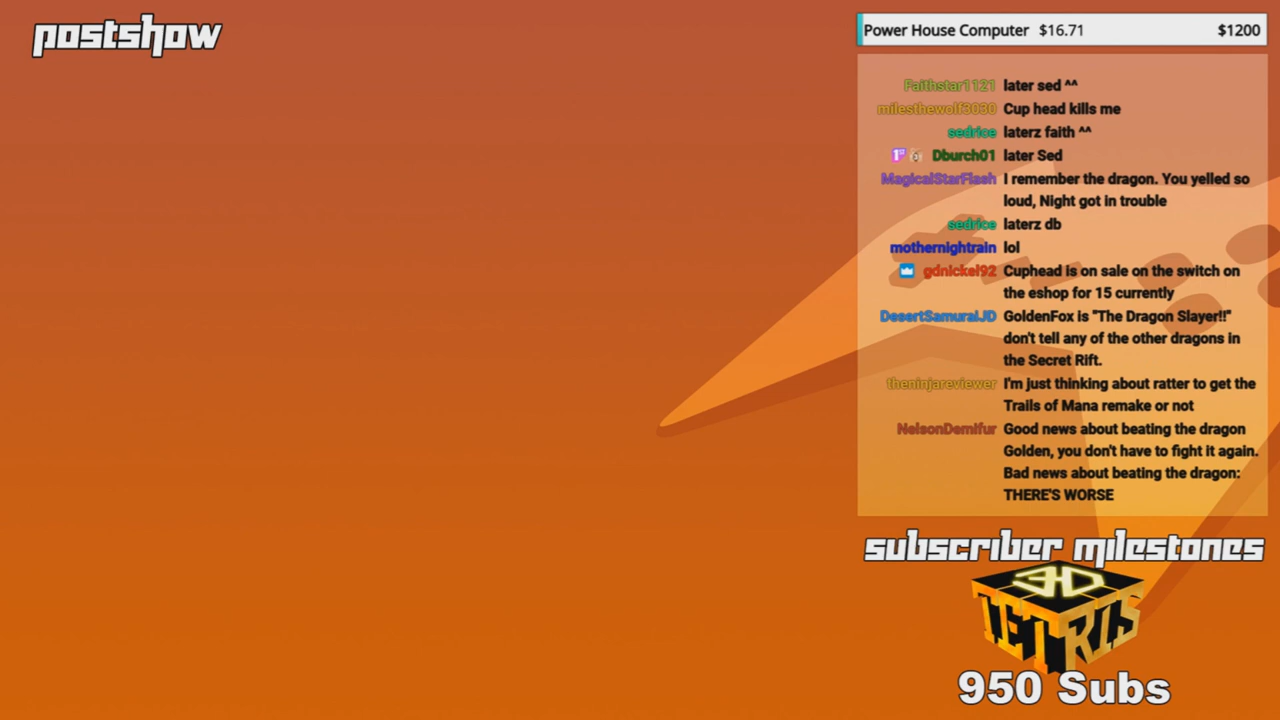 postshow
Power House Computer $16.71 $1200
Faithstar1121 later sed ^^
milesthewolf3030 Cup head kills me
sedrice laterz faith ^^
Dburch01 later Sed
MagicalStarFlash I remember the dragon. You yelled so
loud, Night got in trouble
sedrice laterz db
mothernightrain lol
gdnickel92 Cuphead is on sale on the switch on
the eshop for 15 currently
DesertSamuraiJD GoldenFox is "The Dragon Slayer!!"
don't tell any of the other dragons in
the Secret Rift.
theninjareviewer I'm just thinking about ratter to get the
Trails of Mana remake or not
NelsonDemifur Good news about beating the dragon
Golden, you don't have to fight it again.
Bad news about beating the dragon:
THERE'S WORSE
subscriber milestones
3D
TETRIS
950 Subs